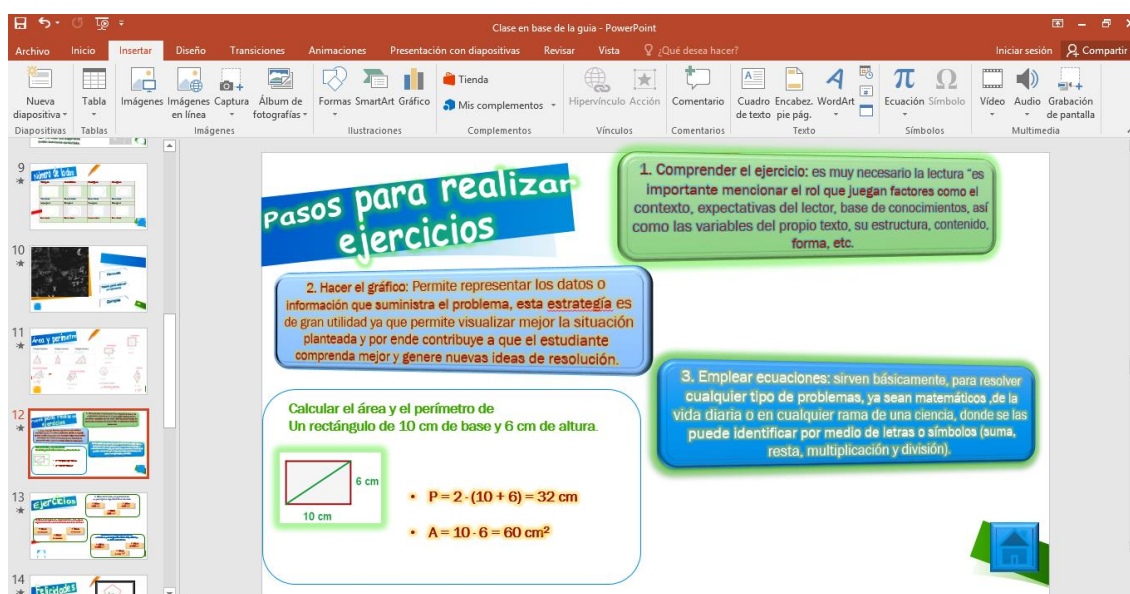 Clase en base de la guia - PowerPoint
Archivo Inicio Insertar Diseño Transiciones Animaciones Presentación con diapositivas Revisar Vista ¿Qué desea hacer? Iniciar sesión Compartir
Nueva diapositiva
Tabla
Imágenes
Imágenes en línea
Captura
Álbum de fotografías
Formas
SmartArt
Gráfico
Tienda
Mis complementos
Hipervínculo
Acción
Comentario
Cuadro de texto
Encabez. pie pág.
WordArt
Ecuación
Símbolo
Vídeo
Audio
Grabación de pantalla
Diapositivas Tablas Imágenes Ilustraciones Complementos Vínculos Comentarios Texto Símbolos Multimedia
9
Número de lados
10
11
Área y perímetro
12
13
Ejercicios
14
Felicidades
Pasos para realizar
ejercicios
1. Comprender el ejercicio: es muy necesario la lectura “es
importante mencionar el rol que juegan factores como el
contexto, expectativas del lector, base de conocimientos, así
como las variables del propio texto, su estructura, contenido,
forma, etc.
2. Hacer el gráfico: Permite representar los datos o
información que suministra el problema, esta estrategía es
de gran utilidad ya que permite visualizar mejor la situación
planteada y por ende contribuye a que el estudiante
comprenda mejor y genere nuevas ideas de resolución.
3. Emplear ecuaciones: sirven básicamente, para resolver
cualquier tipo de problemas, ya sean matemáticos ,de la
vida diaria o en cualquier rama de una ciencia, donde se las
puede identificar por medio de letras o símbolos (suma,
resta, multiplicación y división).
Calcular el área y el perímetro de
Un rectángulo de 10 cm de base y 6 cm de altura.
6 cm
10 cm
• P = 2 · (10 + 6) = 32 cm
• A = 10 · 6 = 60 cm²